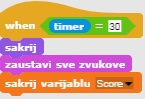 when timer = 30
sakrij
zaustavi sve zvukove
sakrij varijablu Score